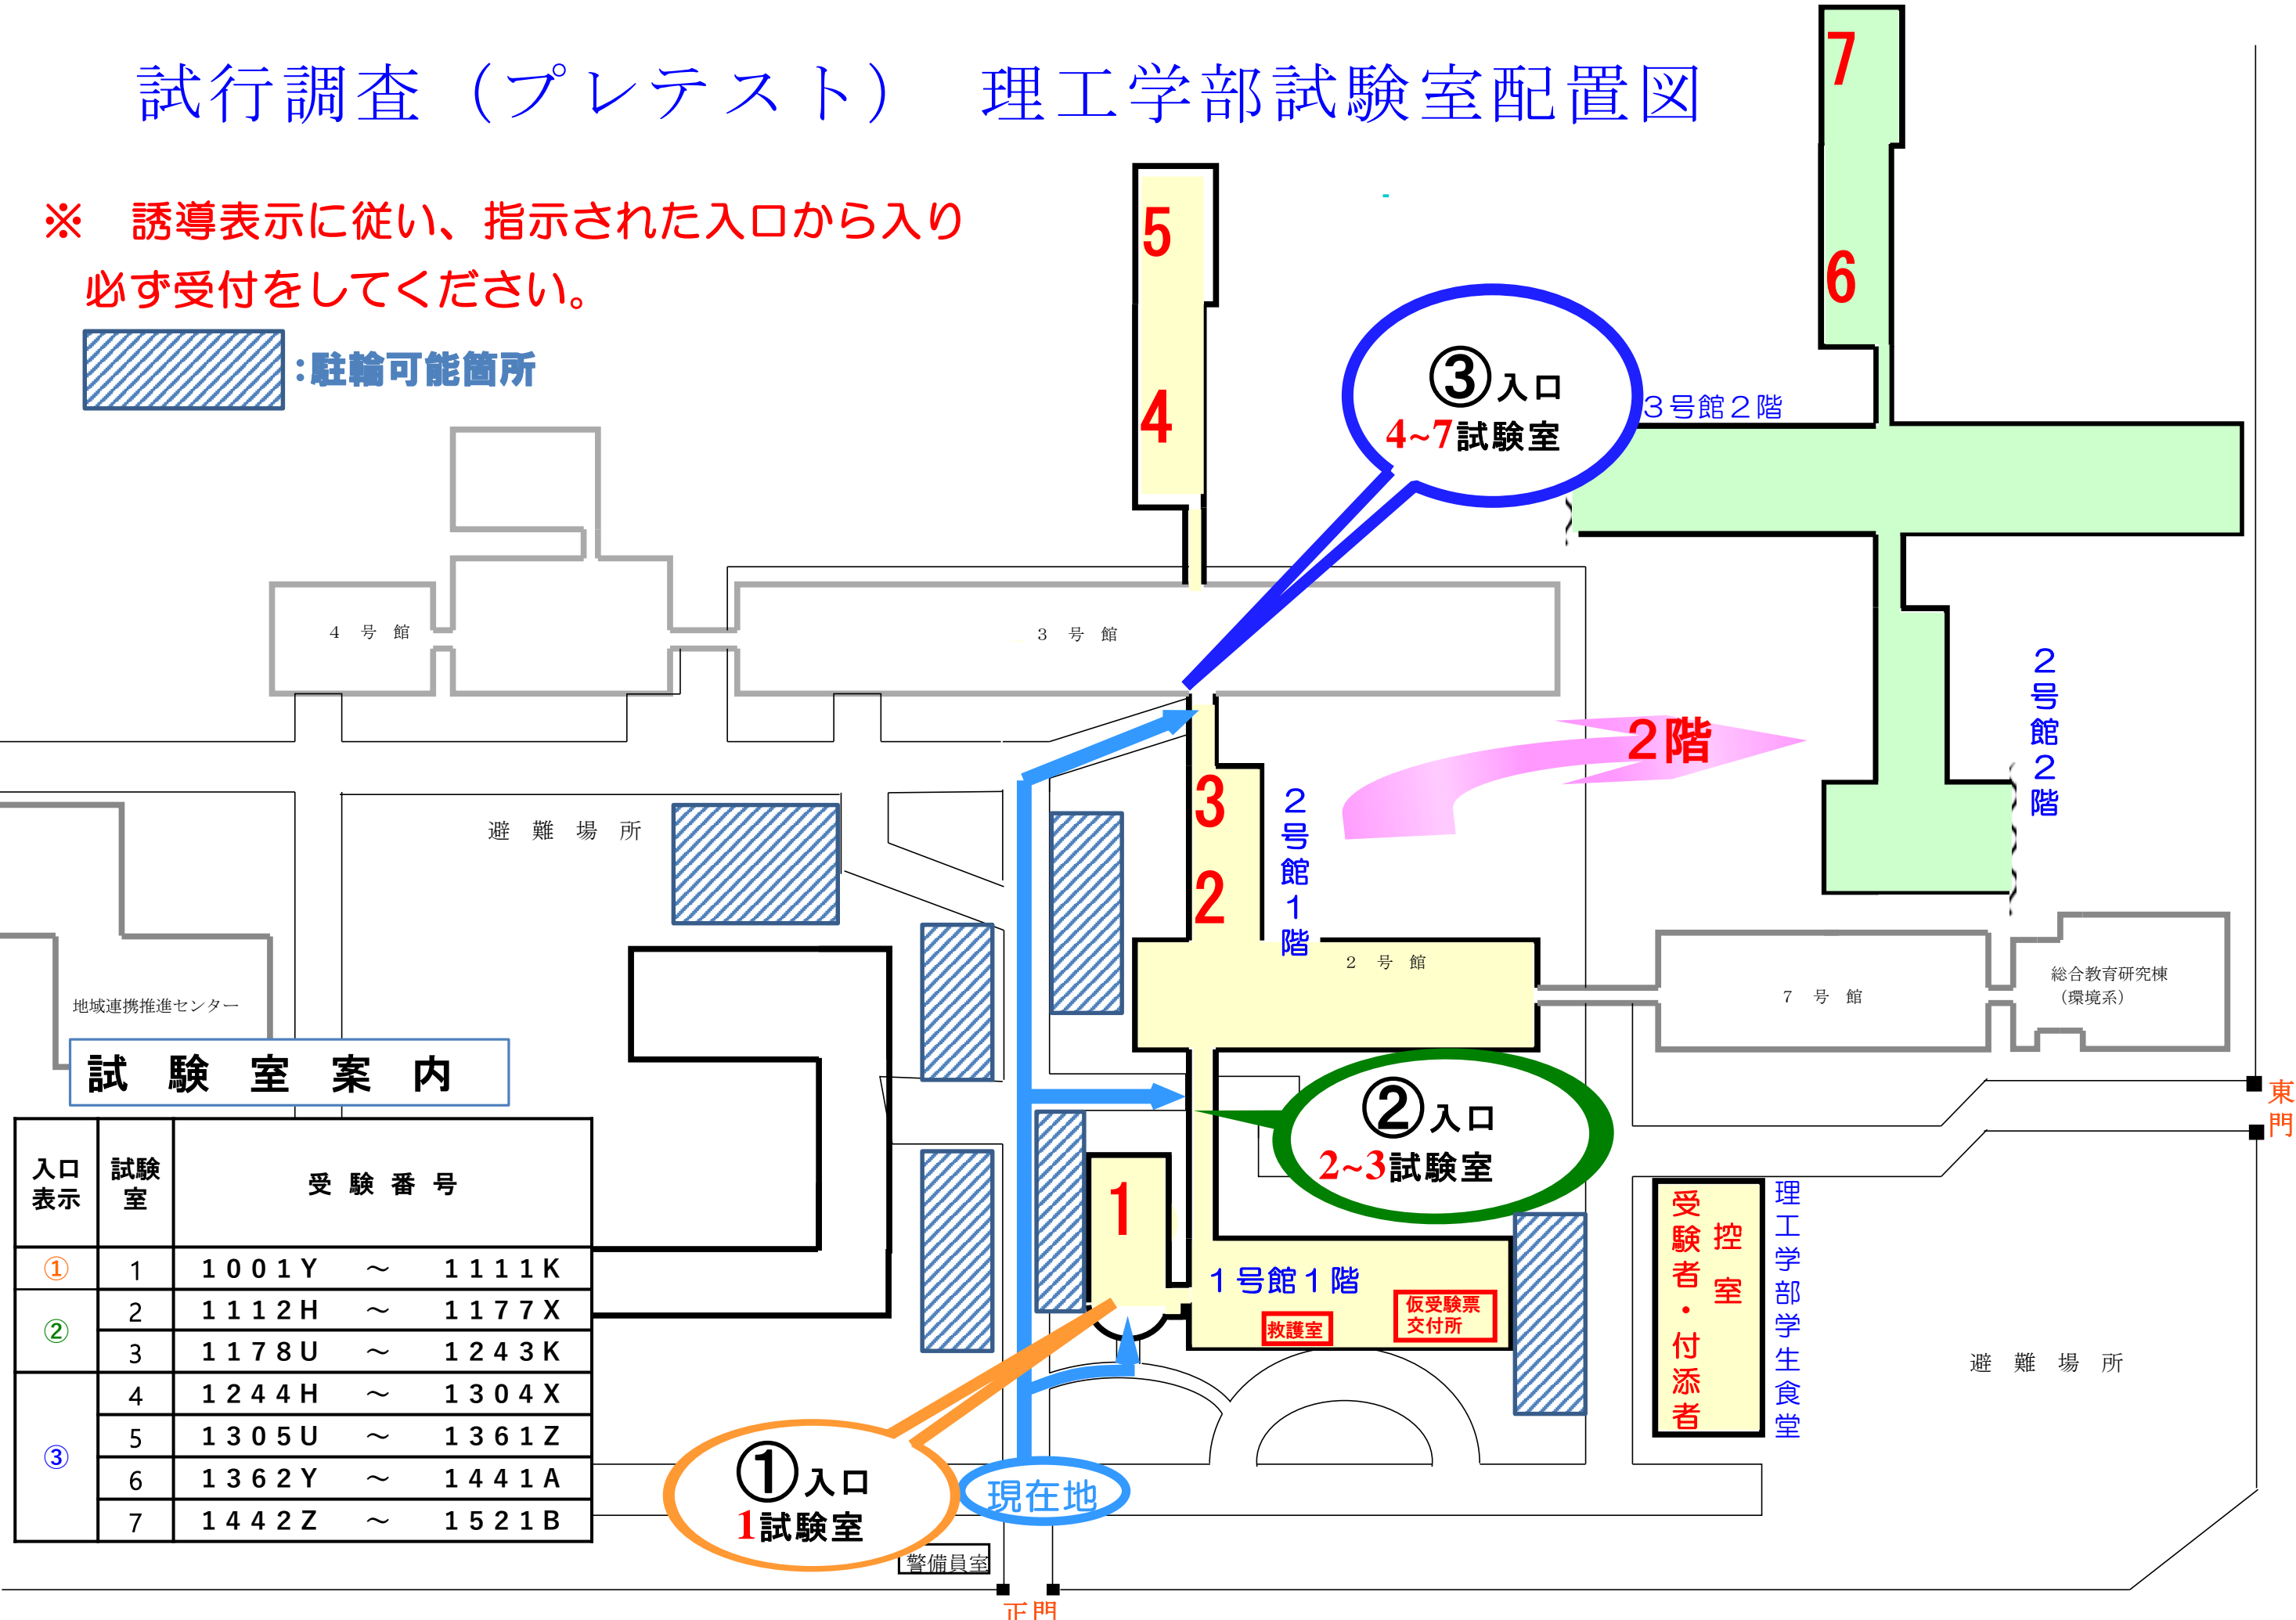 試行調査（プレテスト）　理工学部試験室配置図
※　誘導表示に従い、指示された入口から入り
必ず受付をしてください。
：駐輪可能箇所
7
6
5
4
③入口
4~7試験室
３号館２階
４　号　館
３　号　館
２号館２階
２階
3
2
２号館１階
避　難　場　所
２　号　館
７　号　館
総合教育研究棟
（環境系）
地域連携推進センター
東門
②入口
2~3試験室
1
１号館１階
救護室
仮受験票
交付所
受験者・付添者
控室
理工学部学生食堂
避　難　場　所
試　験　室　案　内
入口表示　試験室　受　験　番　号
①　1　１００１Ｙ　～　１１１１Ｋ
②　2　１１１２Ｈ　～　１１７７Ｘ
3　１１７８Ｕ　～　１２４３Ｋ
③　4　１２４４Ｈ　～　１３０４Ｘ
5　１３０５Ｕ　～　１３６１Ｚ
6　１３６２Ｙ　～　１４４１Ａ
7　１４４２Ｚ　～　１５２１Ｂ
①入口
1試験室
現在地
警備員室
正門